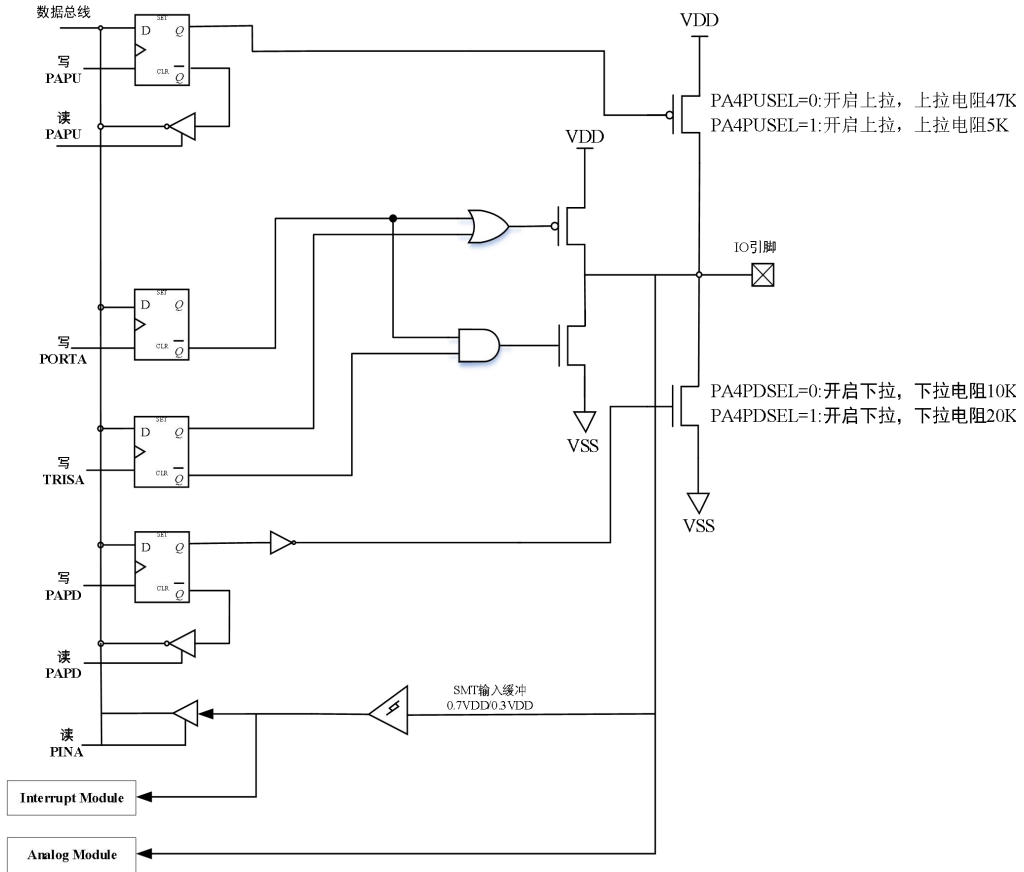 数据总线
SET
D
Q
写
PAPU
CLR
Q
读
PAPU
VDD
PA4PUSEL=0:开启上拉，上拉电阻47K
PA4PUSEL=1:开启上拉，上拉电阻5K
VDD
IO引脚
SET
D
Q
写
PORTA
CLR
Q
VSS
PA4PDSEL=0:开启下拉，下拉电阻10K
PA4PDSEL=1:开启下拉，下拉电阻20K
SET
D
Q
写
TRISA
CLR
Q
VSS
SET
D
Q
写
PAPD
CLR
Q
读
PAPD
SMT输入缓冲
0.7VDD/0.3VDD
读
PINA
Interrupt Module
Analog Module